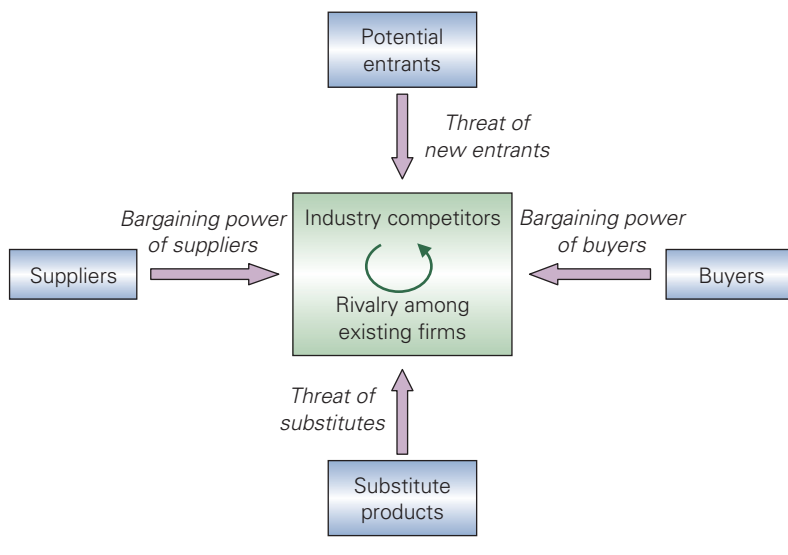 Potential
entrants
Threat of
new entrants
Bargaining power
of suppliers
Suppliers
Industry competitors
Rivalry among
existing firms
Bargaining power
of buyers
Buyers
Threat of
substitutes
Substitute
products